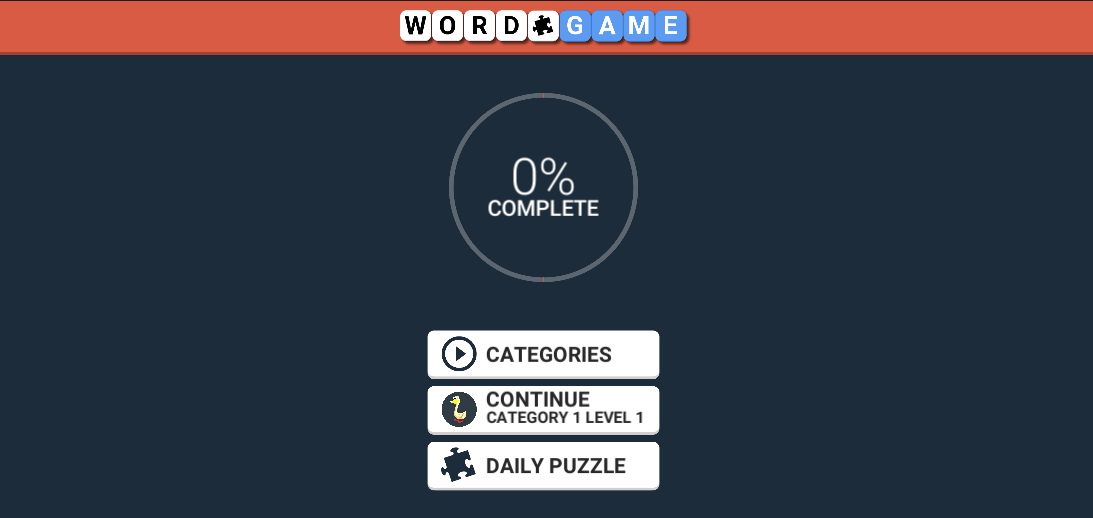 WORD GAME
0%
COMPLETE
CATEGORIES
CONTINUE
CATEGORY 1 LEVEL 1
DAILY PUZZLE